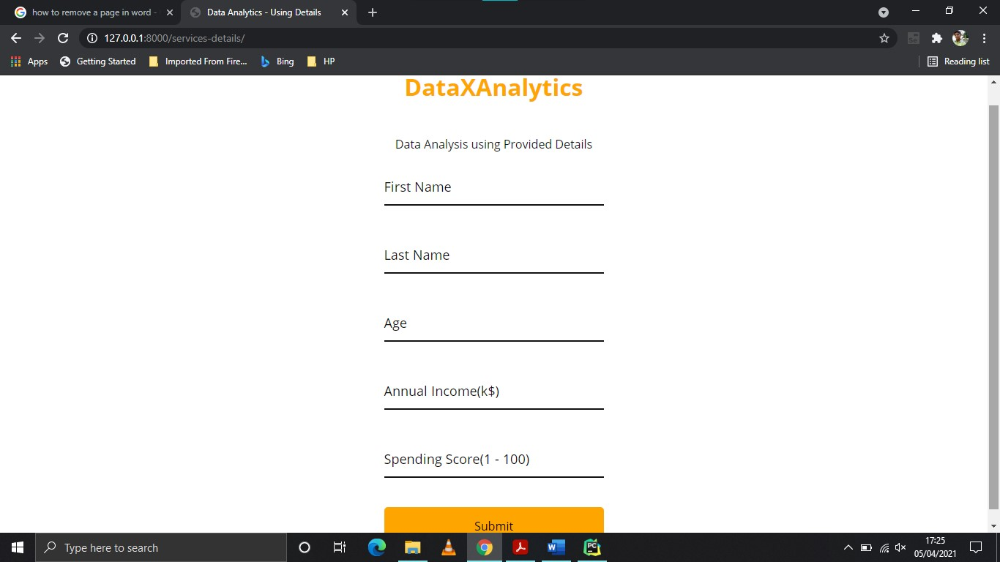 how to remove a page in word -
Data Analytics - Using Details
127.0.0.1:8000/services-details/
Apps
Getting Started
Imported From Fire...
Bing
HP
Reading list
DataXAnalytics
Data Analysis using Provided Details
First Name
Last Name
Age
Annual Income(k$)
Spending Score(1 - 100)
Submit
Type here to search
17:25
05/04/2021